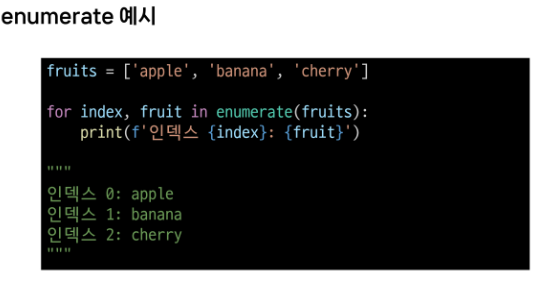 enumerate 예시
fruits = ['apple', 'banana', 'cherry']
for index, fruit in enumerate(fruits):
    print(f'인덱스 {index}: {fruit}')
"""
인덱스 0: apple
인덱스 1: banana
인덱스 2: cherry
"""